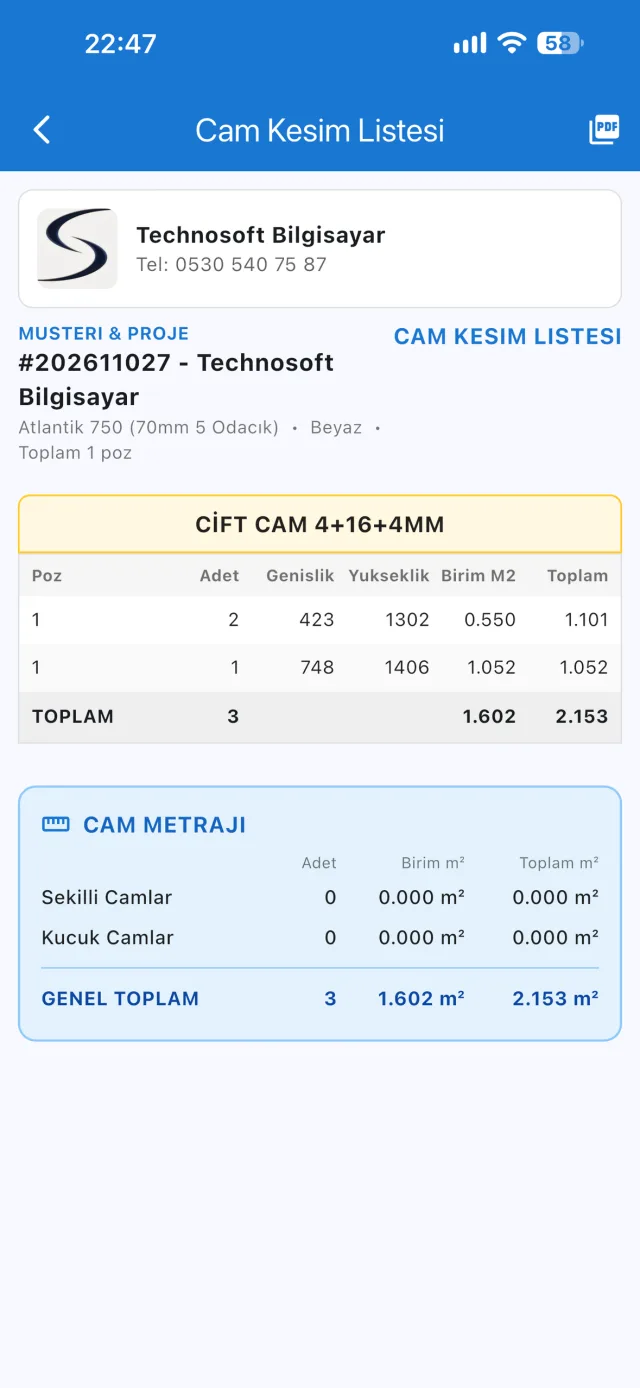 22:47
58
Cam Kesim Listesi
PDF
Technosoft Bilgisayar
Tel: 0530 540 75 87
MUSTERI & PROJE
CAM KESIM LISTESI
#202611027 - Technosoft
Bilgisayar
Atlantik 750 (70mm 5 Odacık) • Beyaz •
Toplam 1 poz
CİFT CAM 4+16+4MM
Poz Adet Genislik Yukseklik Birim M2 Toplam
1 2 423 1302 0.550 1.101
1 1 748 1406 1.052 1.052
TOPLAM 3 1.602 2.153
CAM METRAJI
Adet Birim m² Toplam m²
Sekilli Camlar 0 0.000 m² 0.000 m²
Kucuk Camlar 0 0.000 m² 0.000 m²
GENEL TOPLAM 3 1.602 m² 2.153 m²